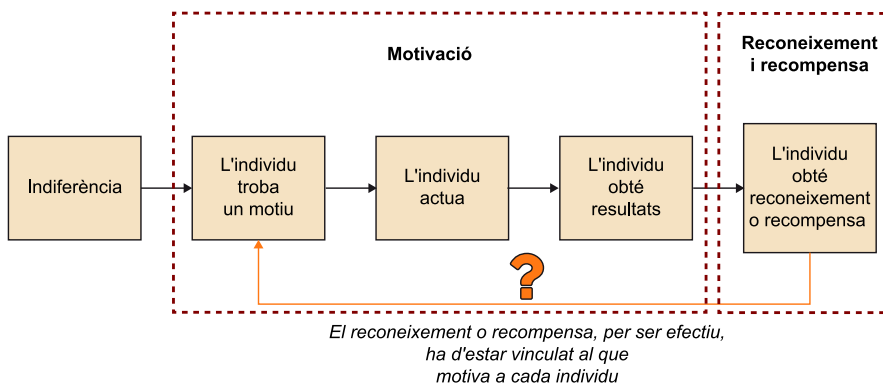 Motivació
Reconeixement
i recompensa
Indiferència
L'individu
troba
un motiu
L'individu
actua
L'individu
obté
resultats
L'individu
obté
reconeixement
o recompensa
?
El reconeixement o recompensa, per ser efectiu,
ha d'estar vinculat al que
motiva a cada individu